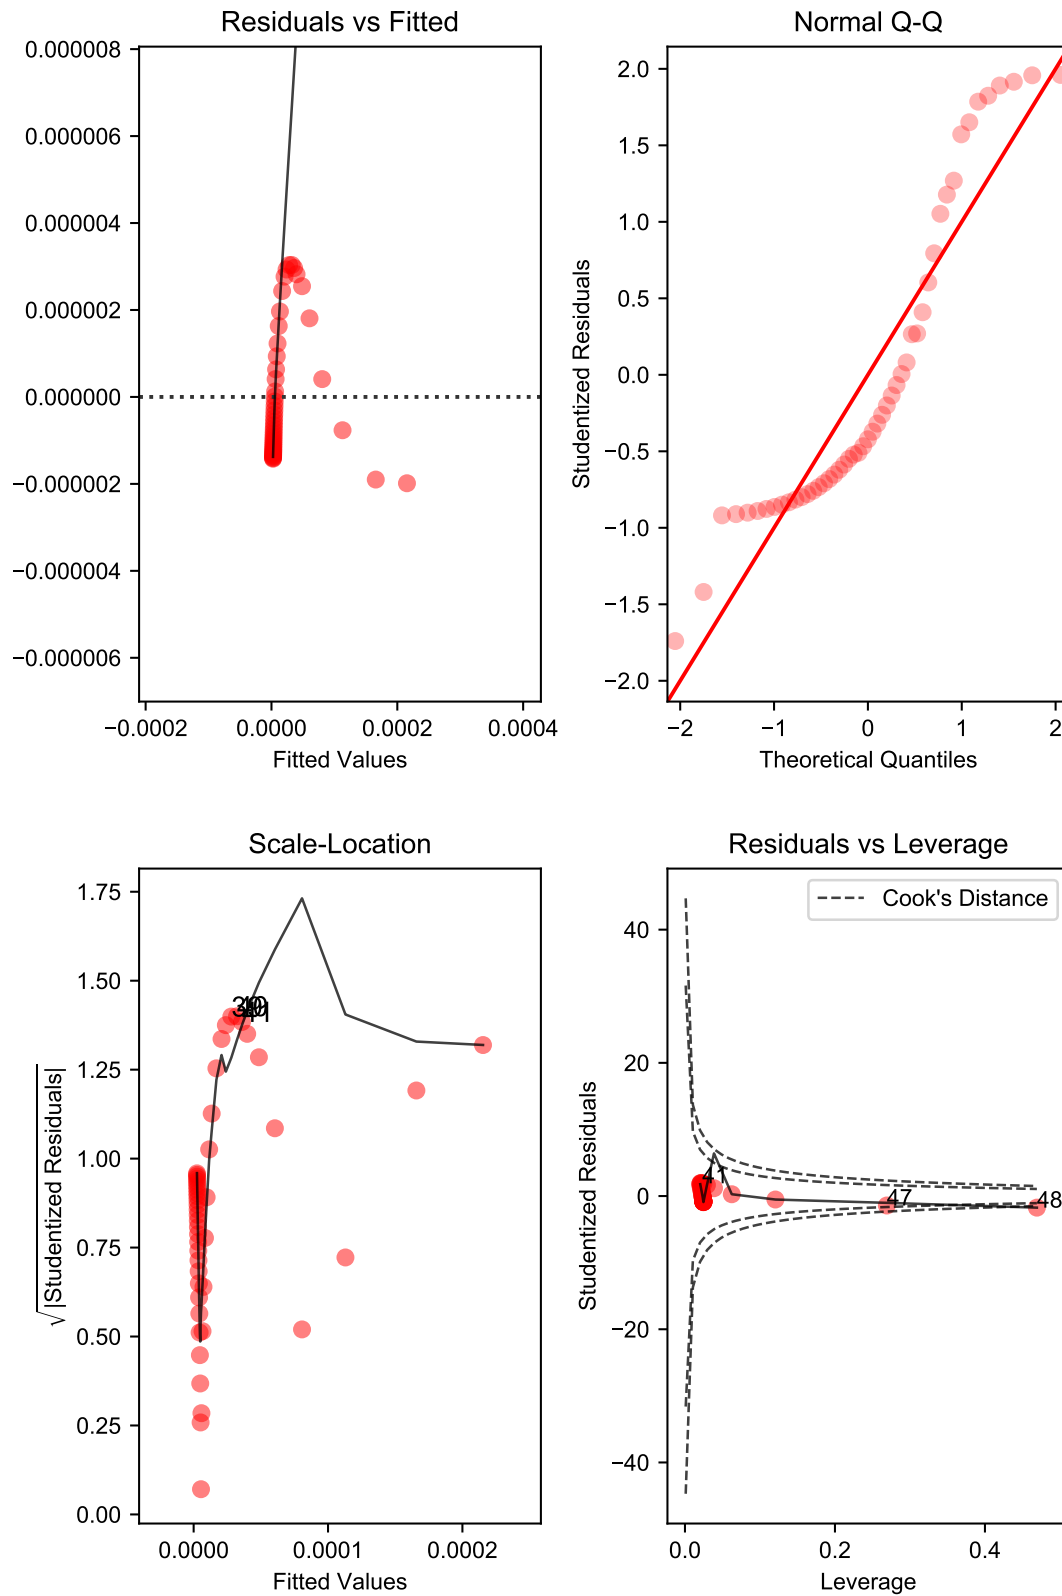 Residuals vs Fitted
0.000008
0.000006
0.000004
0.000002
0.000000
−0.000002
−0.000004
−0.000006
−0.0002 0.0000 0.0002 0.0004
Fitted Values
Normal Q-Q
Studentized Residuals
2.0
1.5
1.0
0.5
0.0
−0.5
−1.0
−1.5
−2.0
−2 −1 0 1 2
Theoretical Quantiles
Scale-Location
√|Studentized Residuals|
1.75
1.50
1.25
1.00
0.75
0.50
0.25
0.00
0.0000 0.0001 0.0002
Fitted Values
Residuals vs Leverage
Cook's Distance
Studentized Residuals
40
20
0
−20
−40
41
47
48
0.0 0.2 0.4
Leverage